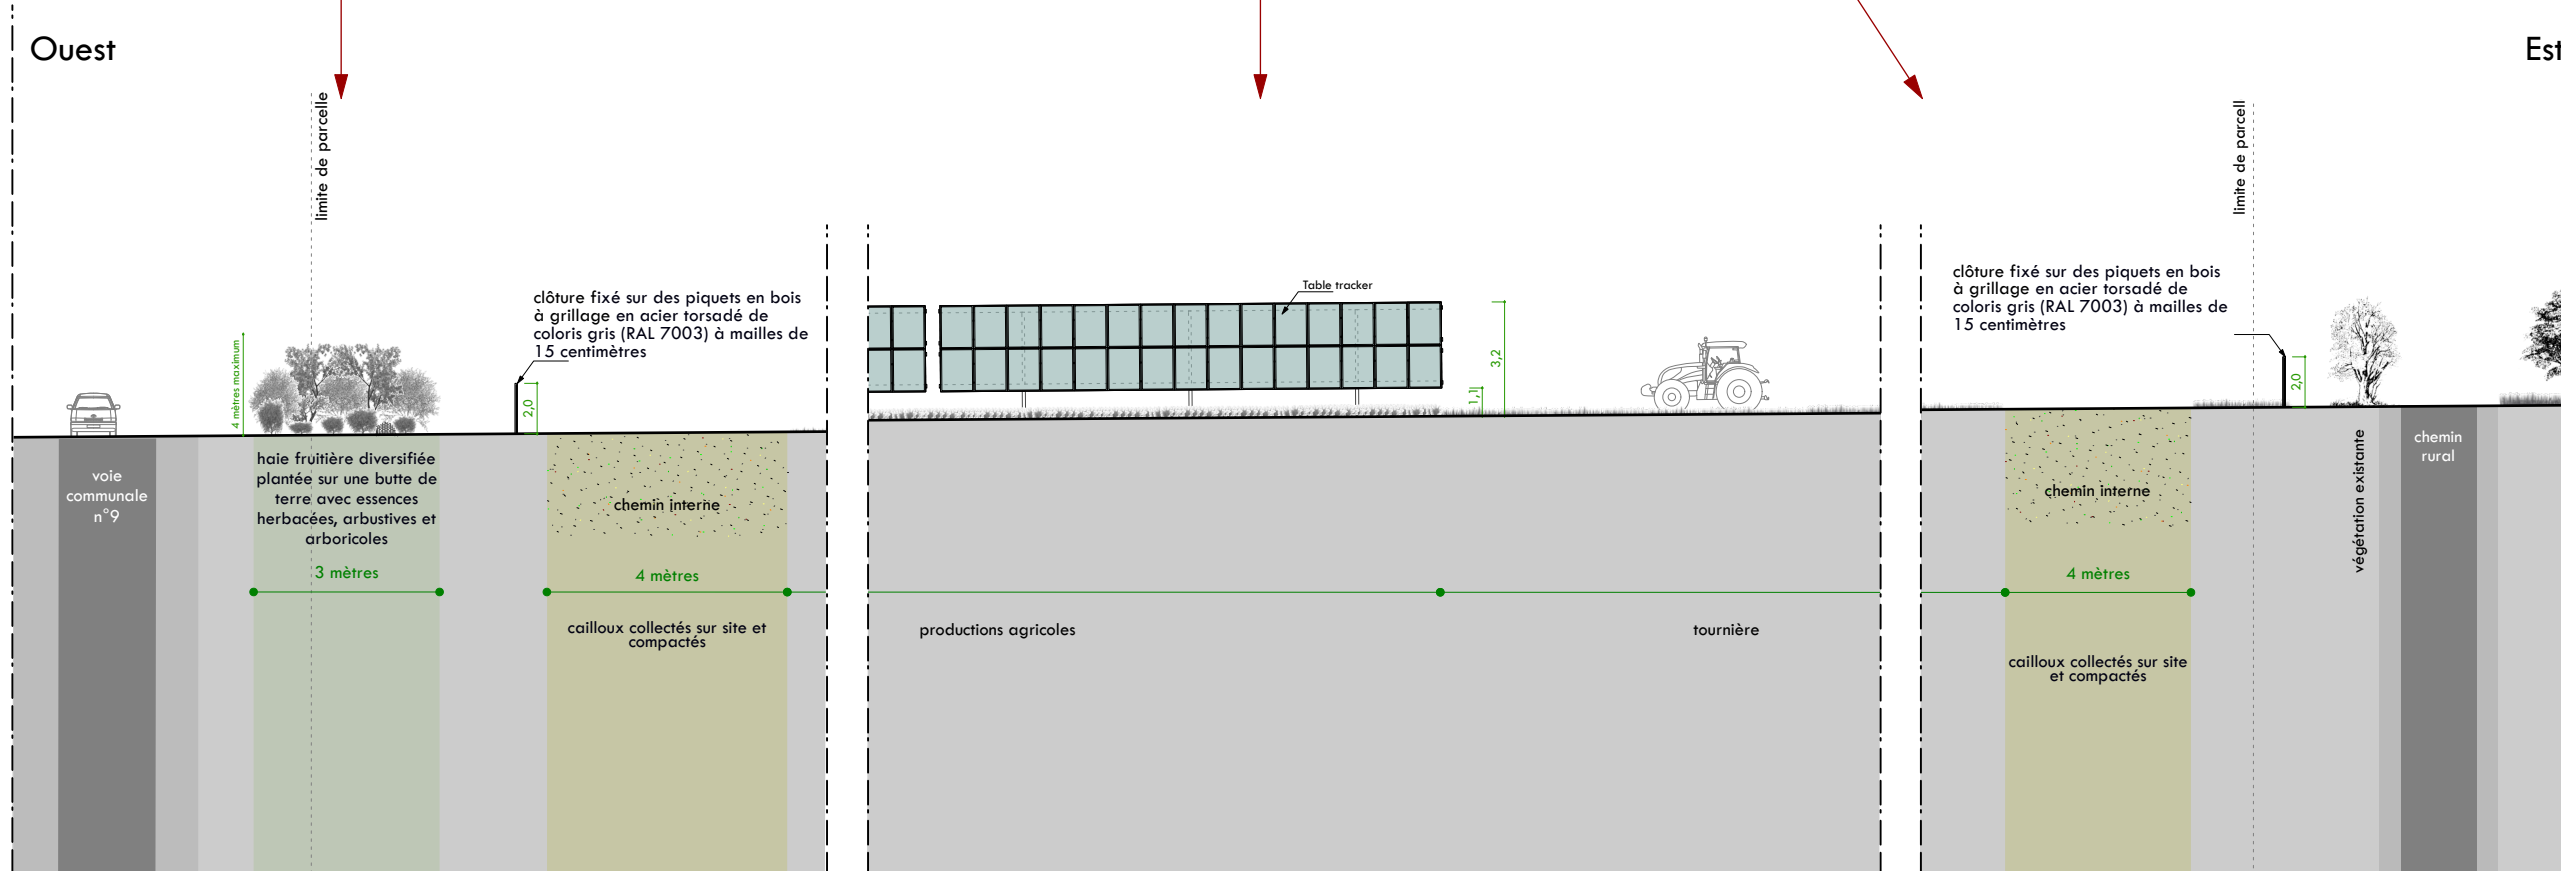 Ouest
Est
limite de parcelle
4 mètres maximum
clôture fixé sur des piquets en bois
à grillage en acier torsadé de
coloris gris (RAL 7003) à mailles de
15 centimètres
2,0
voie
communale
n°9
haie fruitière diversifiée
plantée sur une butte de
terre avec essences
herbacées, arbustives et
arboricoles
3 mètres
chemin interne
4 mètres
cailloux collectés sur site et
compactés
Table tracker
3,2
1,1
productions agricoles
tournière
limite de parcell
clôture fixé sur des piquets en bois
à grillage en acier torsadé de
coloris gris (RAL 7003) à mailles de
15 centimètres
2,0
chemin interne
4 mètres
cailloux collectés sur site
et compactés
végétation existante
chemin
rural